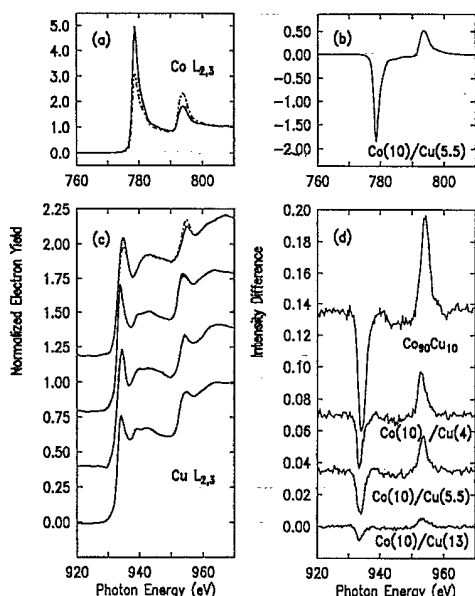 (a)
Co L2,3
5.0
4.0
3.0
2.0
1.0
0.0
760 780 800
(b)
0.50
0.00
-0.50
-1.00
-1.50
-2.00
Co(10)/Cu(5.5)
760 780 800
Normalized Electron Yield
(c)
2.25
2.00
1.75
1.50
1.25
1.00
0.75
0.50
0.25
0.00
Cu L2,3
920 940 960
Photon Energy (eV)
Intensity Difference
(d)
0.20
0.16
0.14
0.12
0.08
0.06
0.04
0.04
0.00
Co90Cu10
Co(10)/Cu(4)
Co(10)/Cu(5.5)
Co(10)/Cu(13)
920 940 960
Photon Energy (eV)